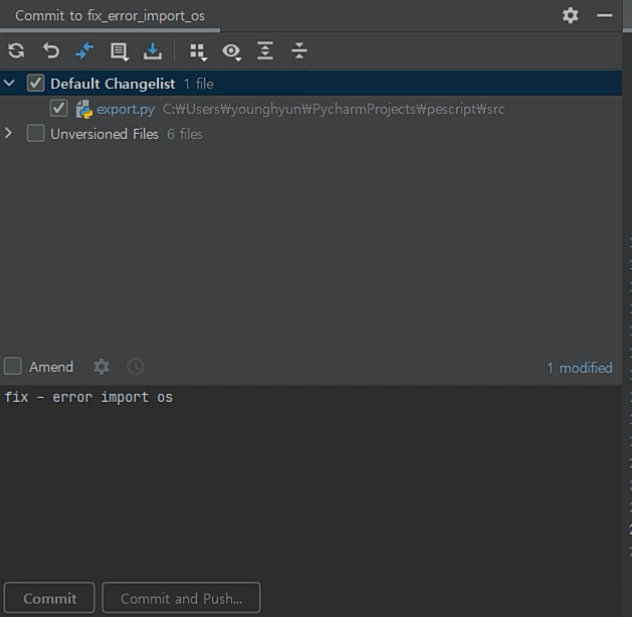 Commit to fix_error_import_os
Default Changelist 1 file
export.py C:₩Users₩younghyun₩PycharmProjects₩pescript₩src
Unversioned Files 6 files
Amend
1 modified
fix - error import os
Commit
Commit and Push...